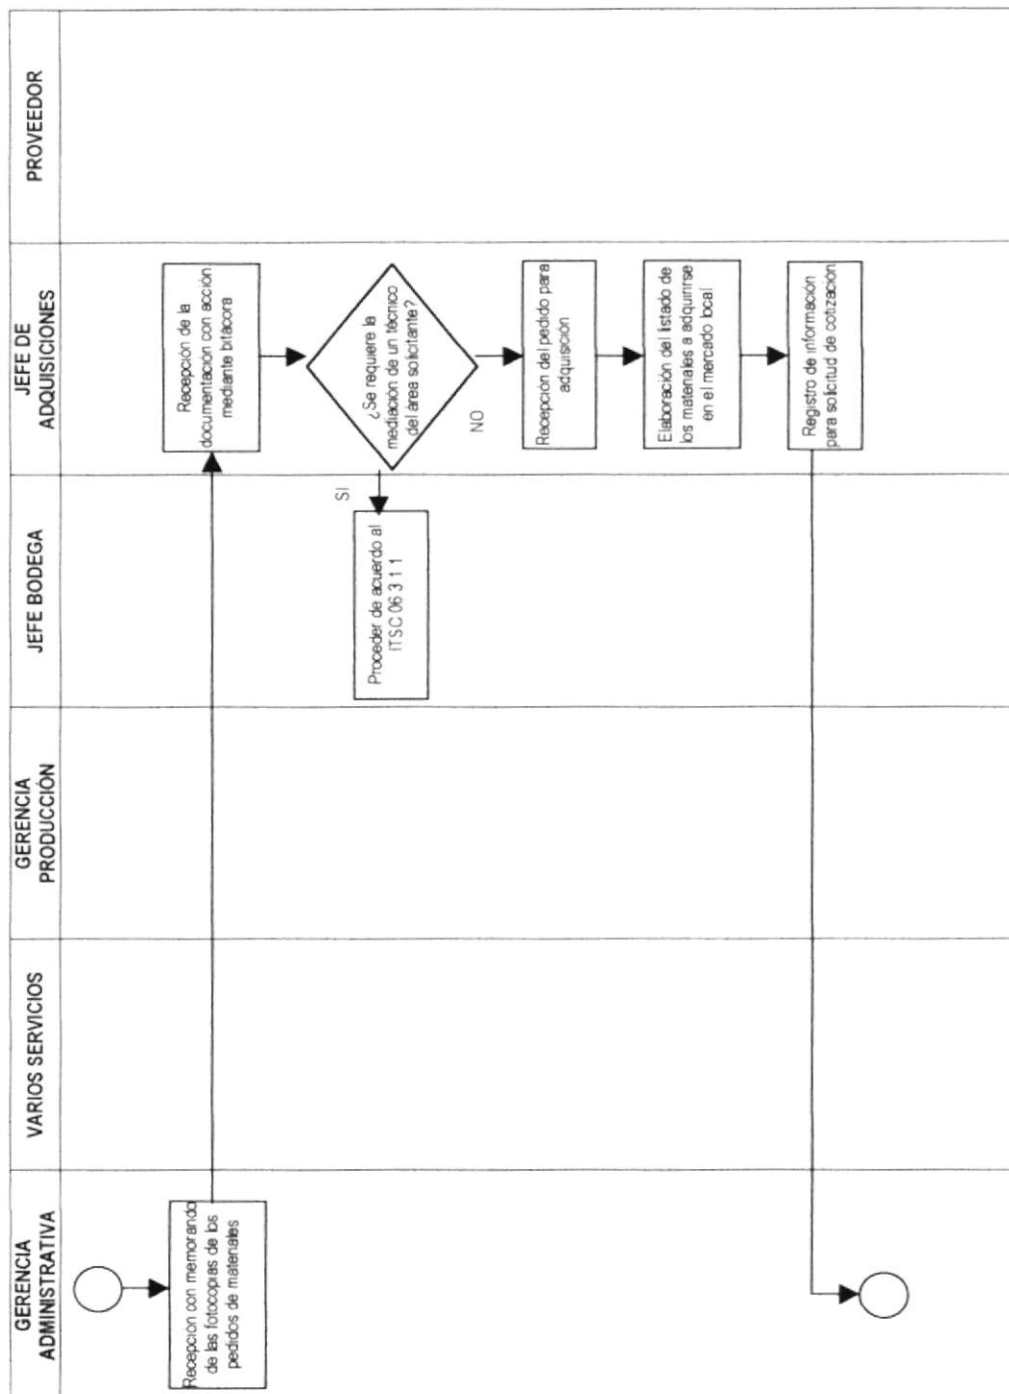 GERENCIA
ADMINISTRATIVA
VARIOS SERVICIOS
GERENCIA
PRODUCCIÓN
JEFE BODEGA
JEFE DE
ADQUISICIONES
PROVEEDOR
Recepción con memorando
de las fotocopias de los
pedidos de materiales
Recepción de la
documentación con acción
mediante bitácora
¿Se requiere la
mediación de un técnico
del área solicitante?
SI
NO
Proceder de acuerdo al
ITSC 06 3 1 1
Recepción del pedido para
adquisición
Elaboración del listado de
los materiales a adquirirse
en el mercado local
Registro de información
para solicitud de cotización